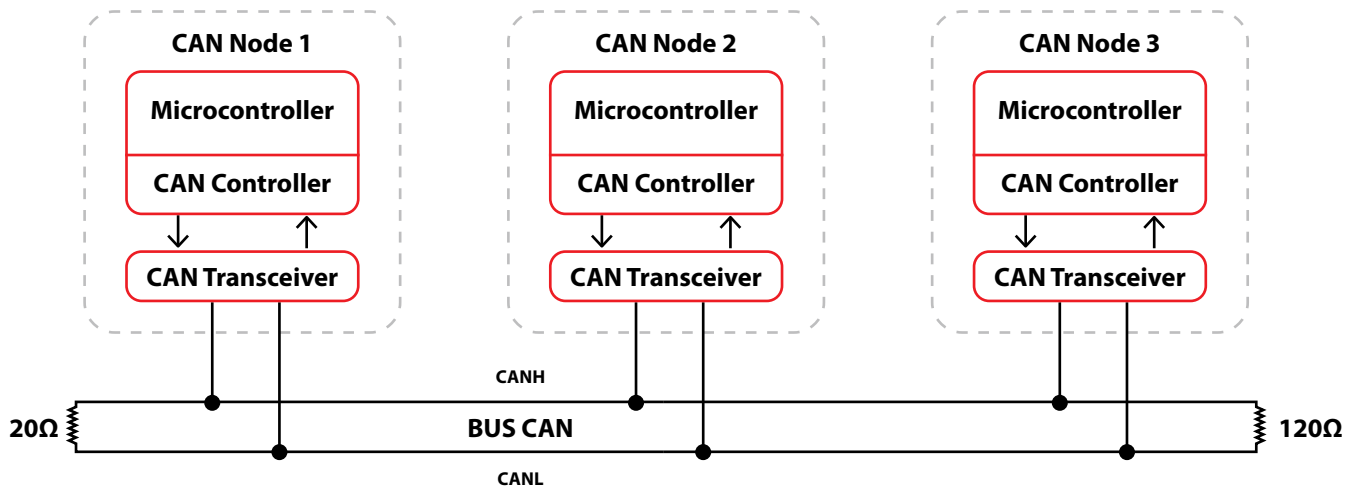 CAN Node 1
Microcontroller
CAN Controller
CAN Transceiver
CAN Node 2
Microcontroller
CAN Controller
CAN Transceiver
CAN Node 3
Microcontroller
CAN Controller
CAN Transceiver
CANH
20Ω
BUS CAN
120Ω
CANL